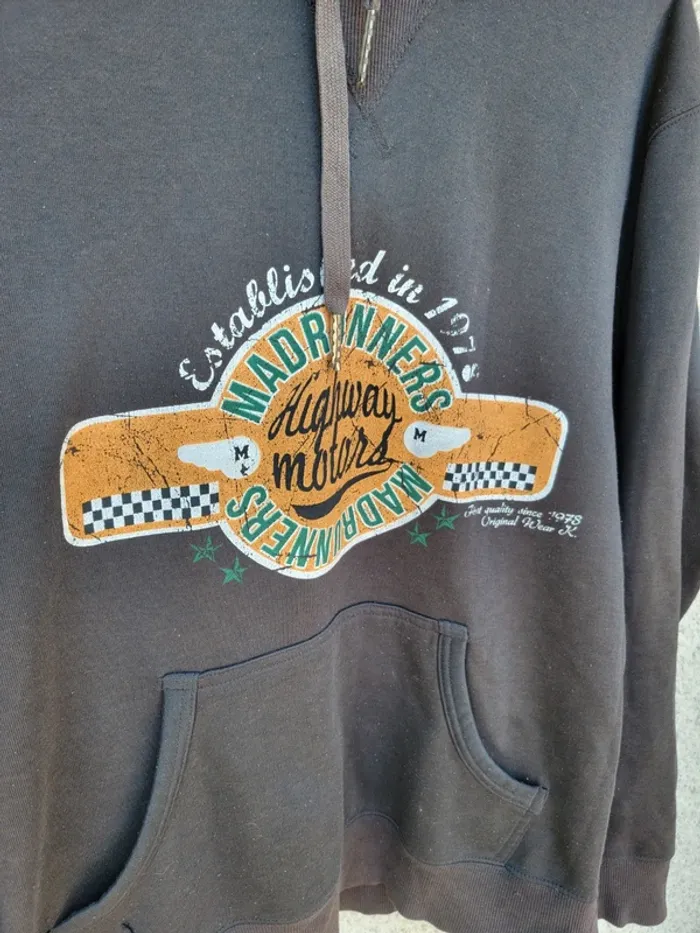 Established in 1978
MADRUNNERS
Highway
motors
M
M
MADRUNNERS
quality since 1978
Original Wear K.